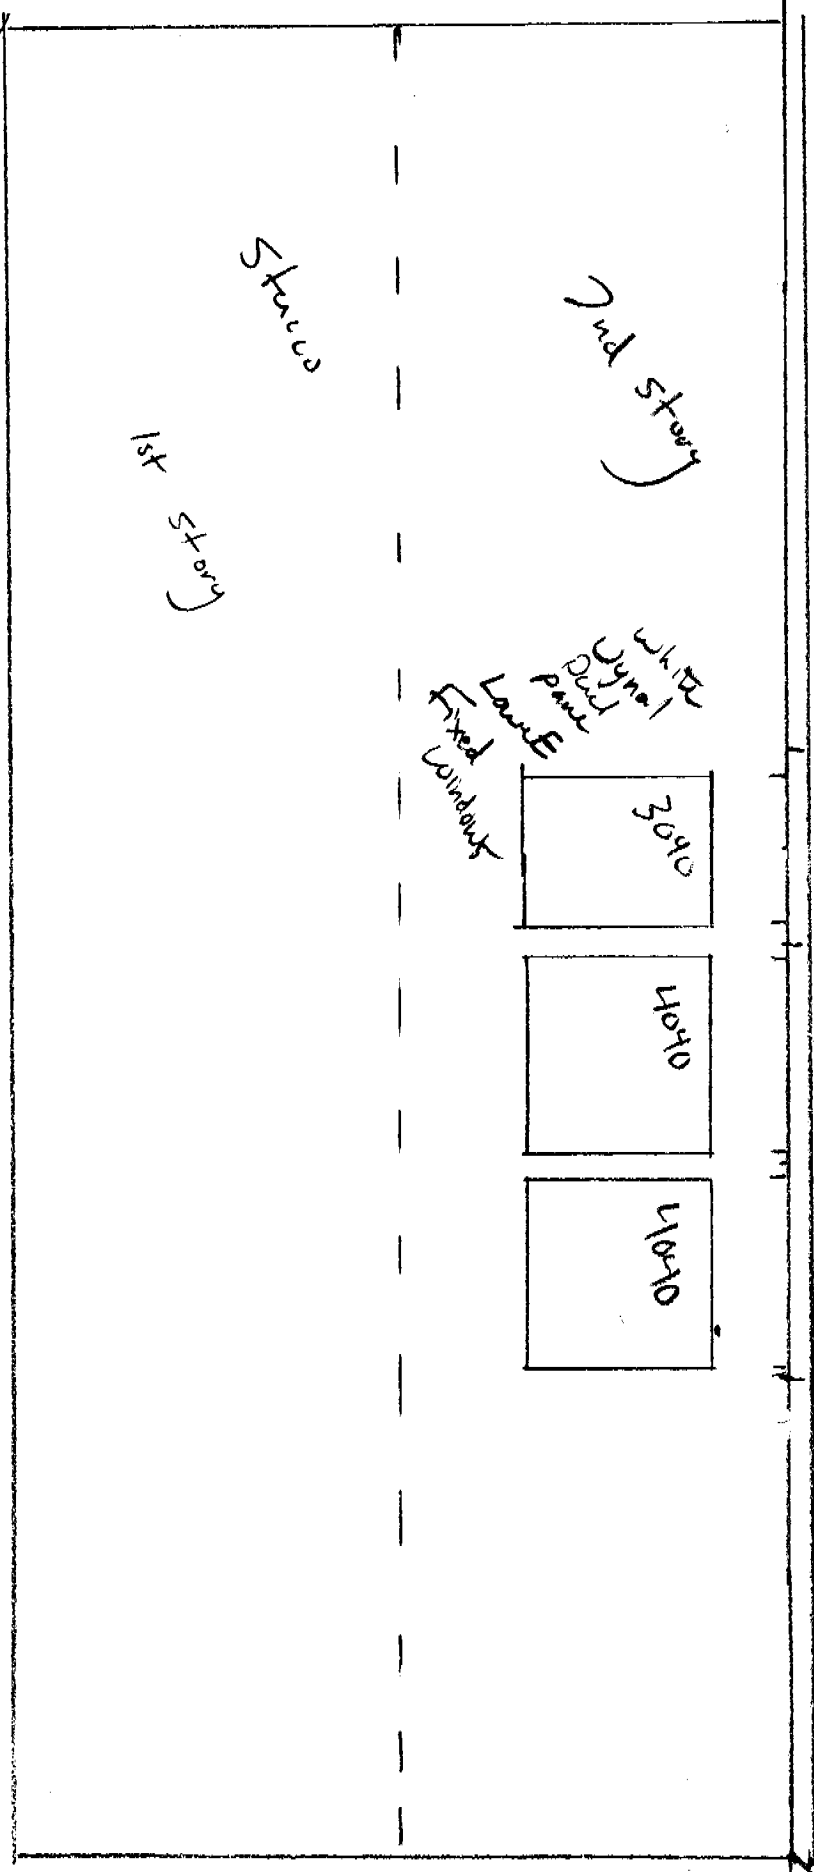 2nd story
Stucco
1st story
white
Vynal
Dual
pane
Low E
Fixed
windows
3040
4040
4040